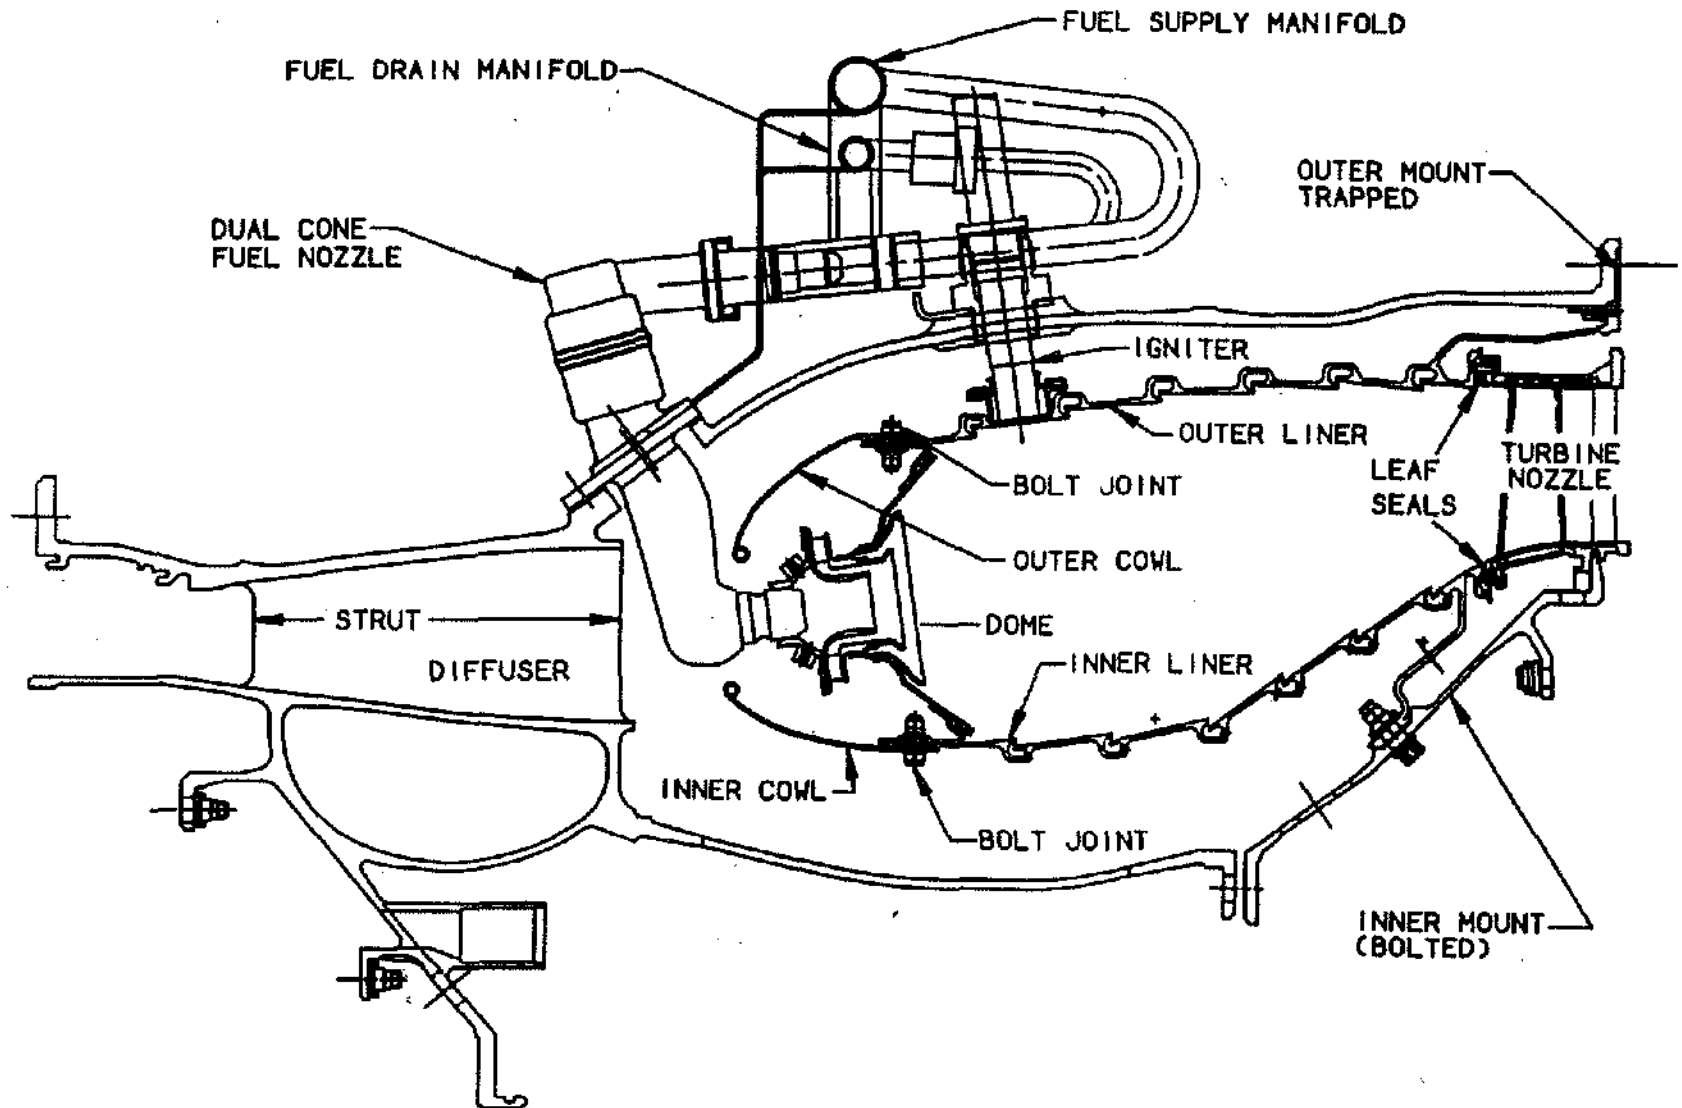 FUEL SUPPLY MANIFOLD
FUEL DRAIN MANIFOLD
OUTER MOUNT
TRAPPED
DUAL CONE
FUEL NOZZLE
IGNITER
OUTER LINER
TURBINE
NOZZLE
LEAF
SEALS
BOLT JOINT
OUTER COWL
STRUT
DOME
DIFFUSER
INNER LINER
INNER COWL
BOLT JOINT
INNER MOUNT
(BOLTED)